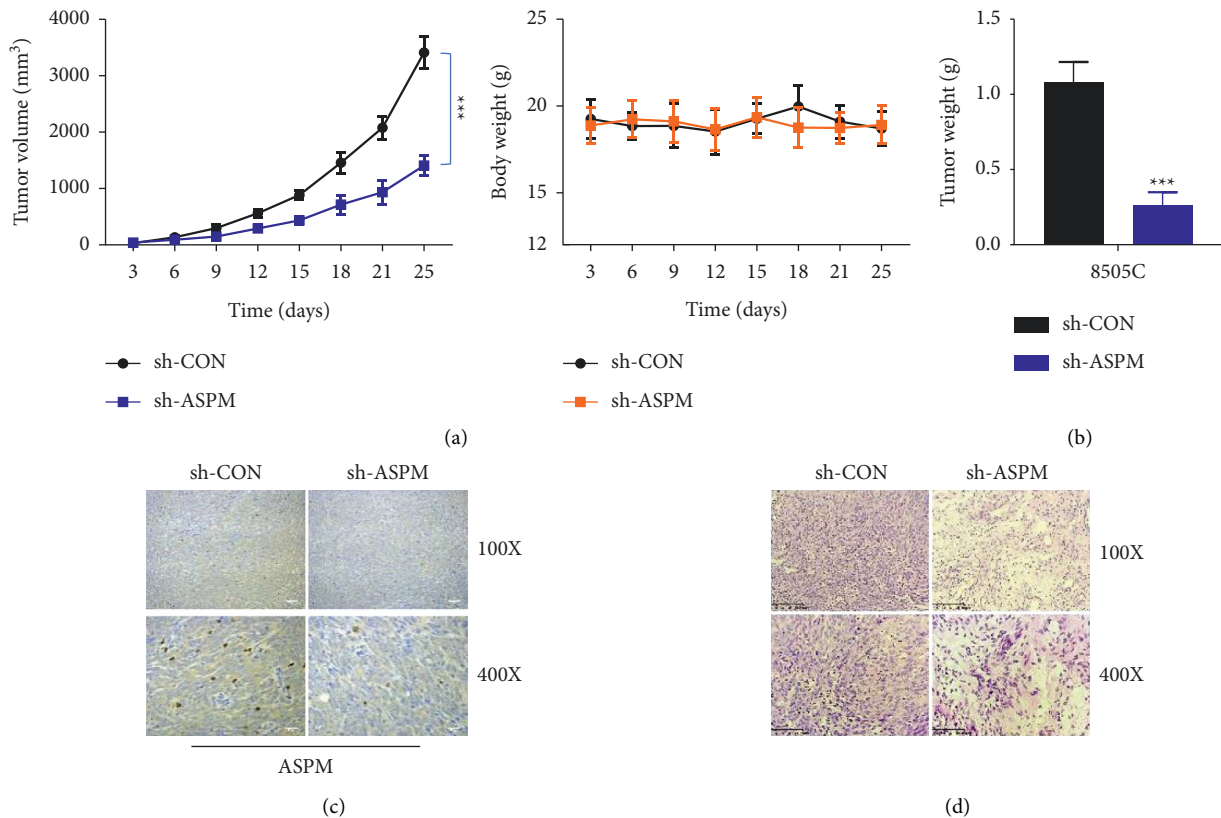 4000
3000
2000
1000
0
Tumor volume (mm³)
***
3 6 9 12 15 18 21 25
Time (days)
sh-CON
sh-ASPM
25
20
15
12
Body weight (g)
3 6 9 12 15 18 21 25
Time (days)
sh-CON
sh-ASPM
(a)
1.5
1.0
0.5
0.0
Tumor weight (g)
***
8505C
sh-CON
sh-ASPM
(b)
sh-CON sh-ASPM
100X
400X
ASPM
(c)
sh-CON sh-ASPM
100X
400X
(d)